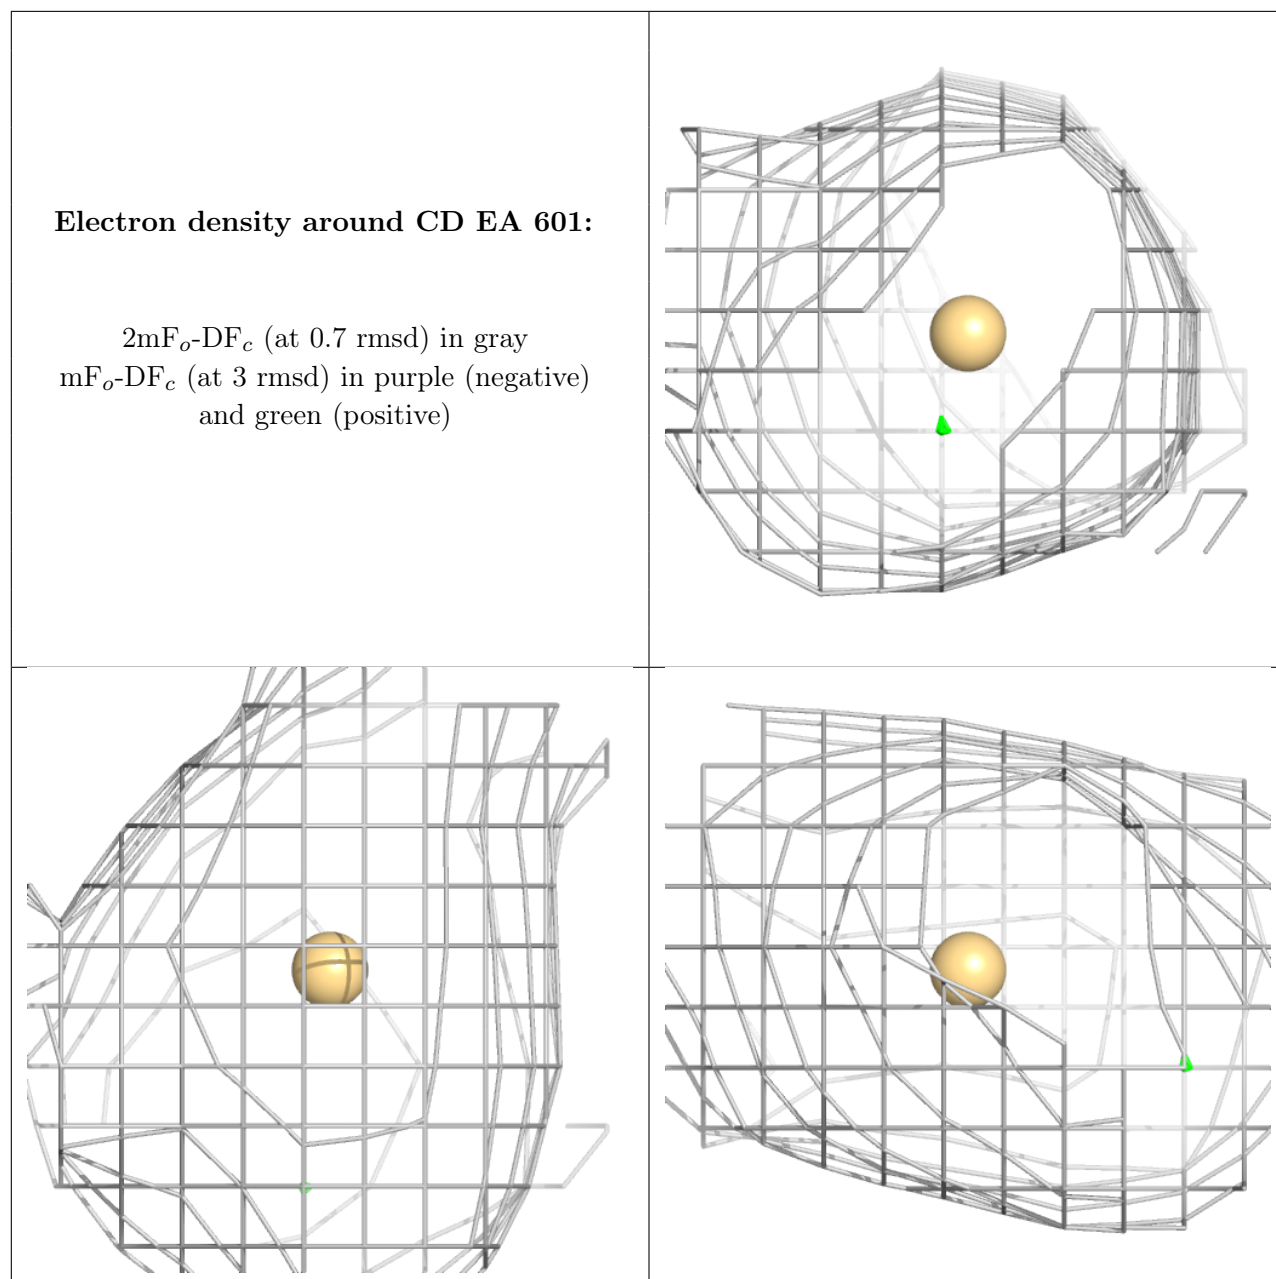 Electron density around CD EA 601:
2mFo-DFc (at 0.7 rmsd) in gray
mFo-DFc (at 3 rmsd) in purple (negative)
and green (positive)